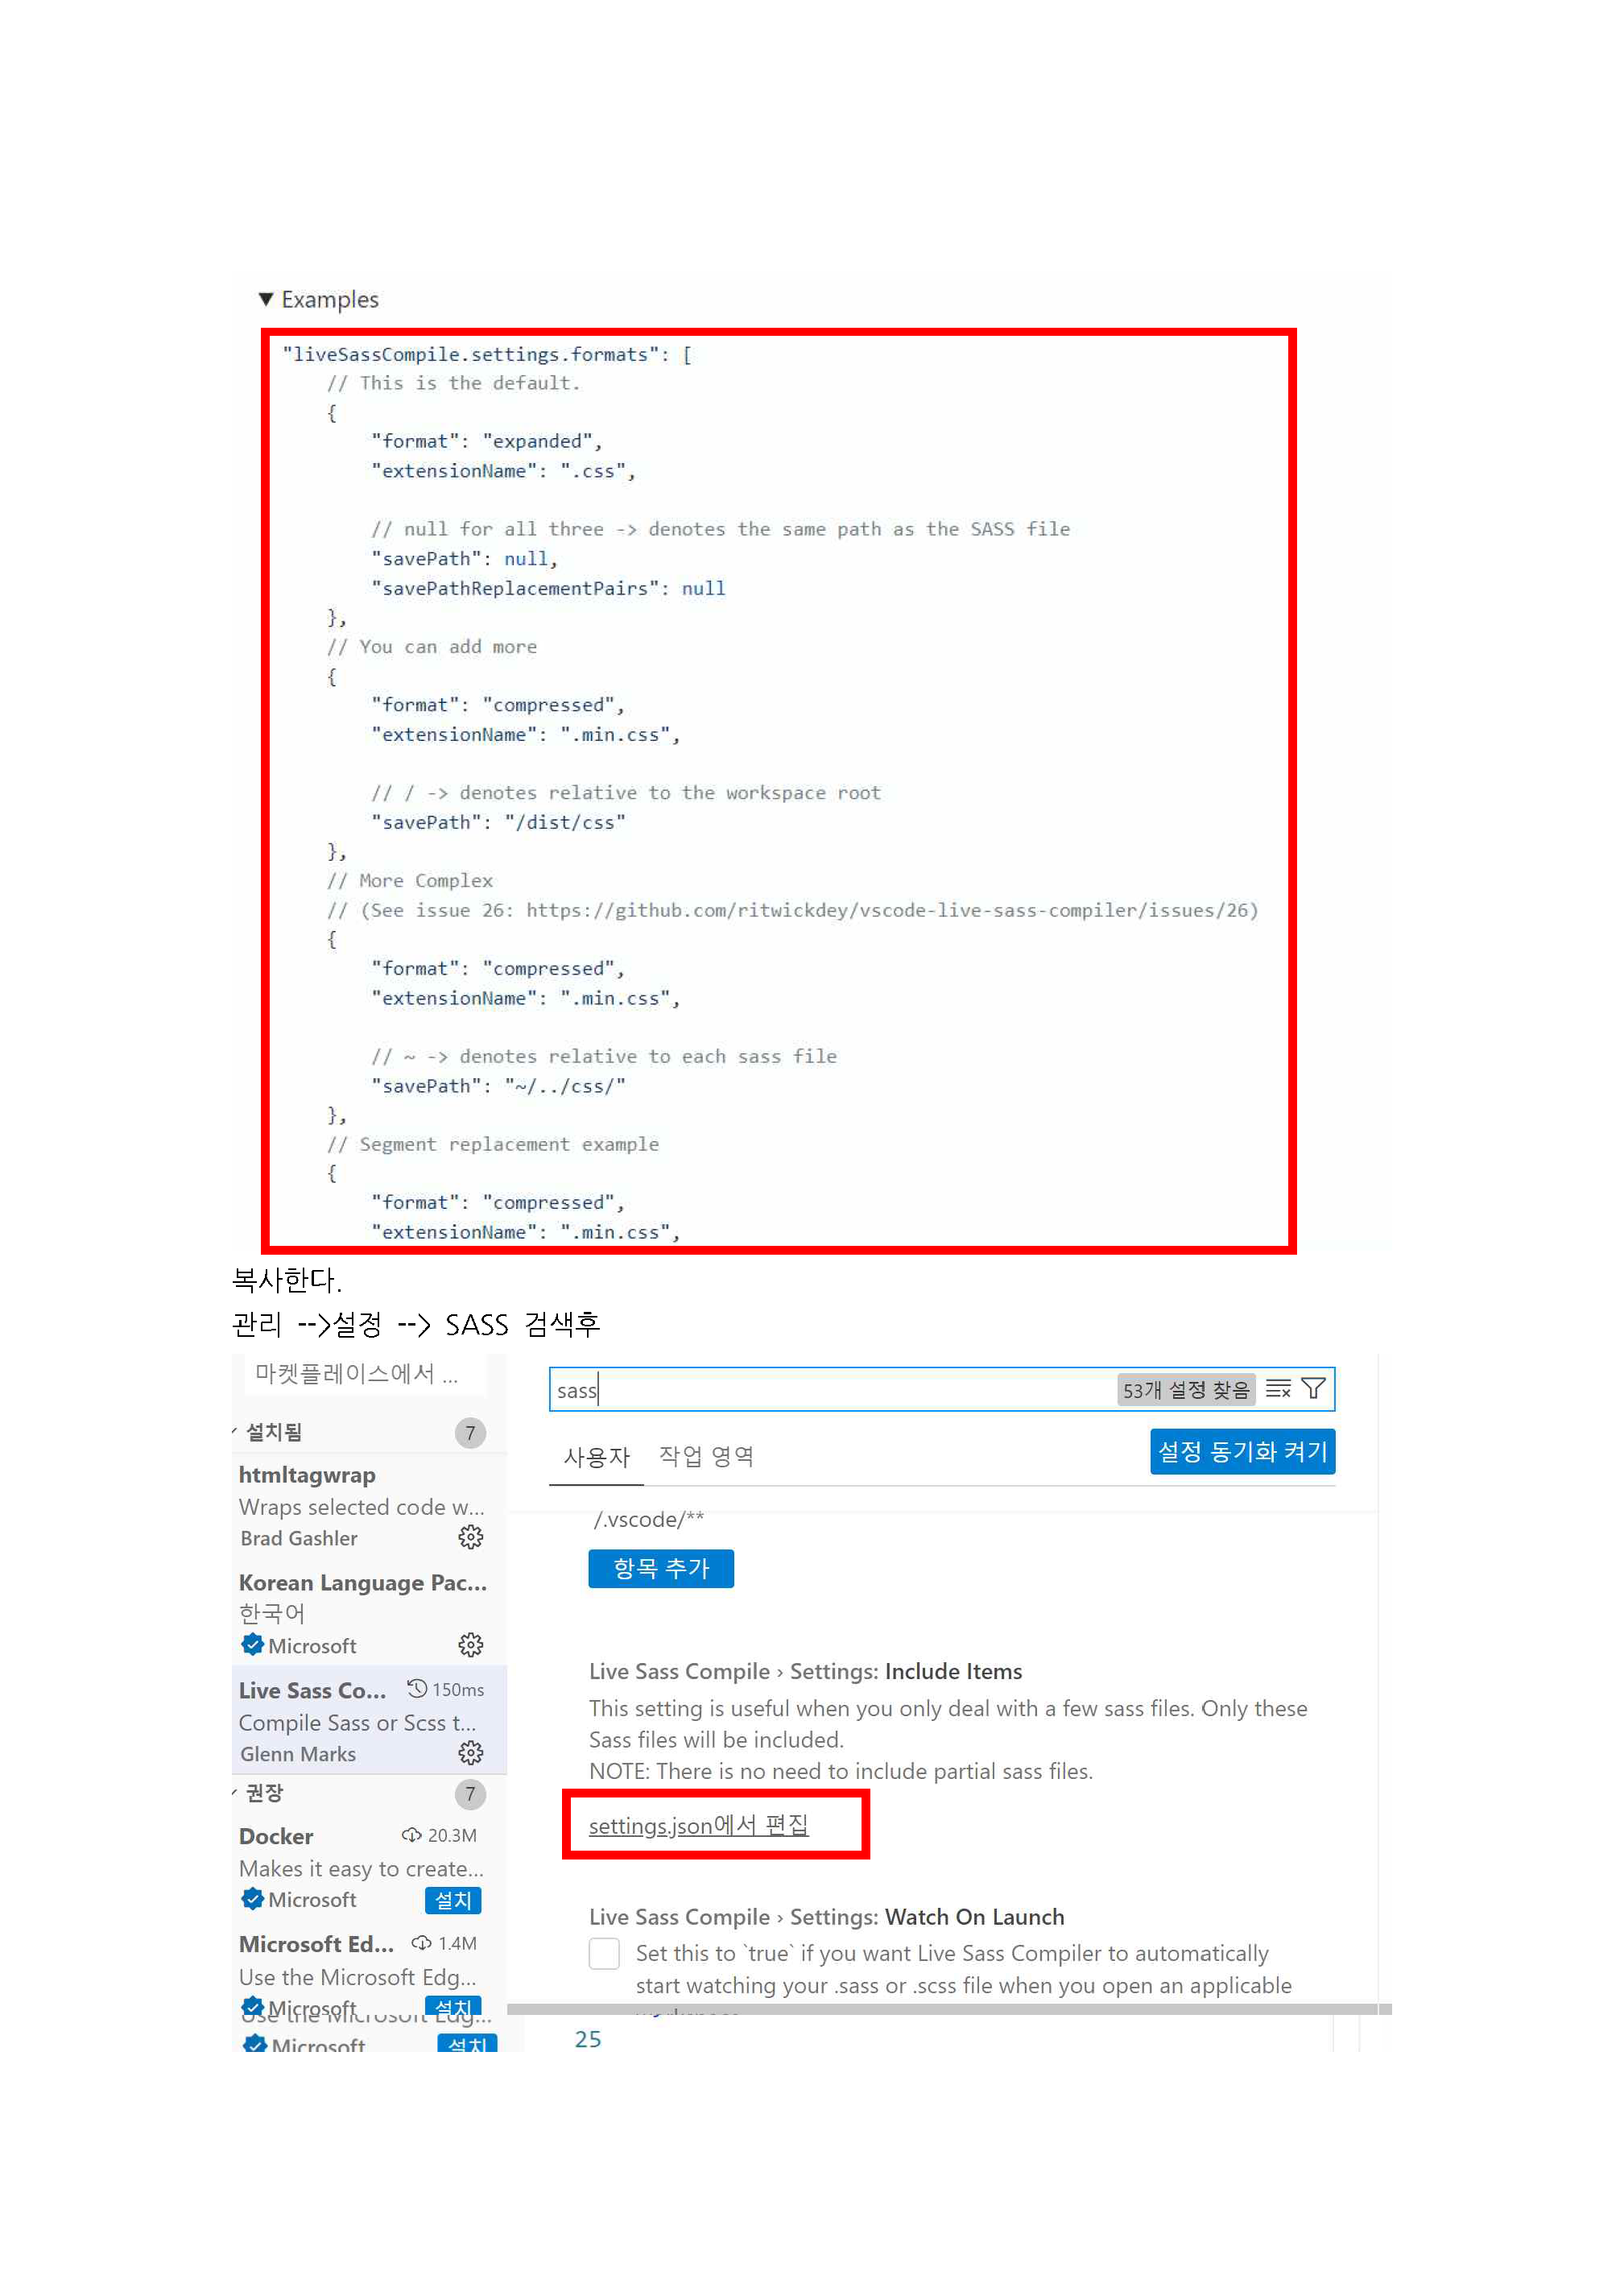 ▼ Examples
"liveSassCompile.settings.formats": [
// This is the default.
{
"format": "expanded",
"extensionName": ".css",
// null for all three -> denotes the same path as the SASS file
"savePath": null,
"savePathReplacementPairs": null
},
// You can add more
{
"format": "compressed",
"extensionName": ".min.css",
// / -> denotes relative to the workspace root
"savePath": "/dist/css"
},
// More Complex
// (See issue 26: https://github.com/ritwickdey/vscode-live-sass-compiler/issues/26)
{
"format": "compressed",
"extensionName": ".min.css",
// ~ -> denotes relative to each sass file
"savePath": "~/../css/"
},
// Segment replacement example
{
"format": "compressed",
"extensionName": ".min.css",
복사한다.
관리 -->설정 --> SASS 검색후
마켓플레이스에서 ...
설치됨 7
htmltagwrap
Wraps selected code w...
Brad Gashler
Korean Language Pac...
한국어
Microsoft
Live Sass Co... 150ms
Compile Sass or Scss t...
Glenn Marks
권장 7
Docker 20.3M
Makes it easy to create...
Microsoft 설치
Microsoft Ed... 1.4M
Use the Microsoft Edg...
Microsoft 설치
Use the Microsoft Edg...
Microsoft 설치
sass 53개 설정 찾음
사용자 작업 영역 설정 동기화 켜기
/.vscode/**
항목 추가
Live Sass Compile › Settings: Include Items
This setting is useful when you only deal with a few sass files. Only these
Sass files will be included.
NOTE: There is no need to include partial sass files.
settings.json에서 편집
Live Sass Compile › Settings: Watch On Launch
Set this to `true` if you want Live Sass Compiler to automatically
start watching your .sass or .scss file when you open an applicable
25